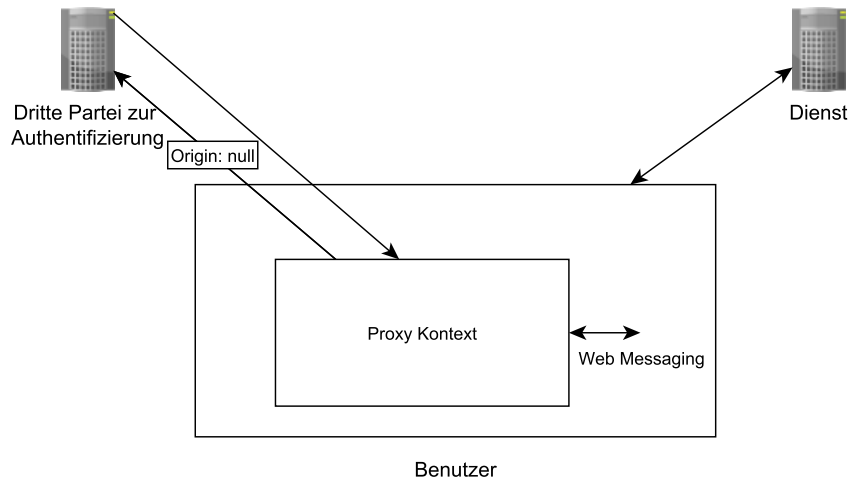 Dritte Partei zur
Authentifizierung
Dienst
Origin: null
Proxy Kontext
Web Messaging
Benutzer